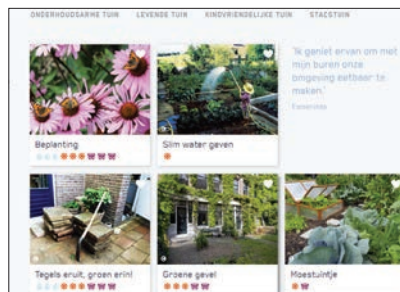 ONDERHOUDSARME TUIN LEVENDE TUIN KINDVRIENDELIJKE TUIN STADSTUIN
'Ik geniet ervan om met
mijn buren onze
omgeving eetbaar te
maken.'
Beplanting
Slim water geven
Tegels eruit, groen erin!
Groene gevel
Moestuintje